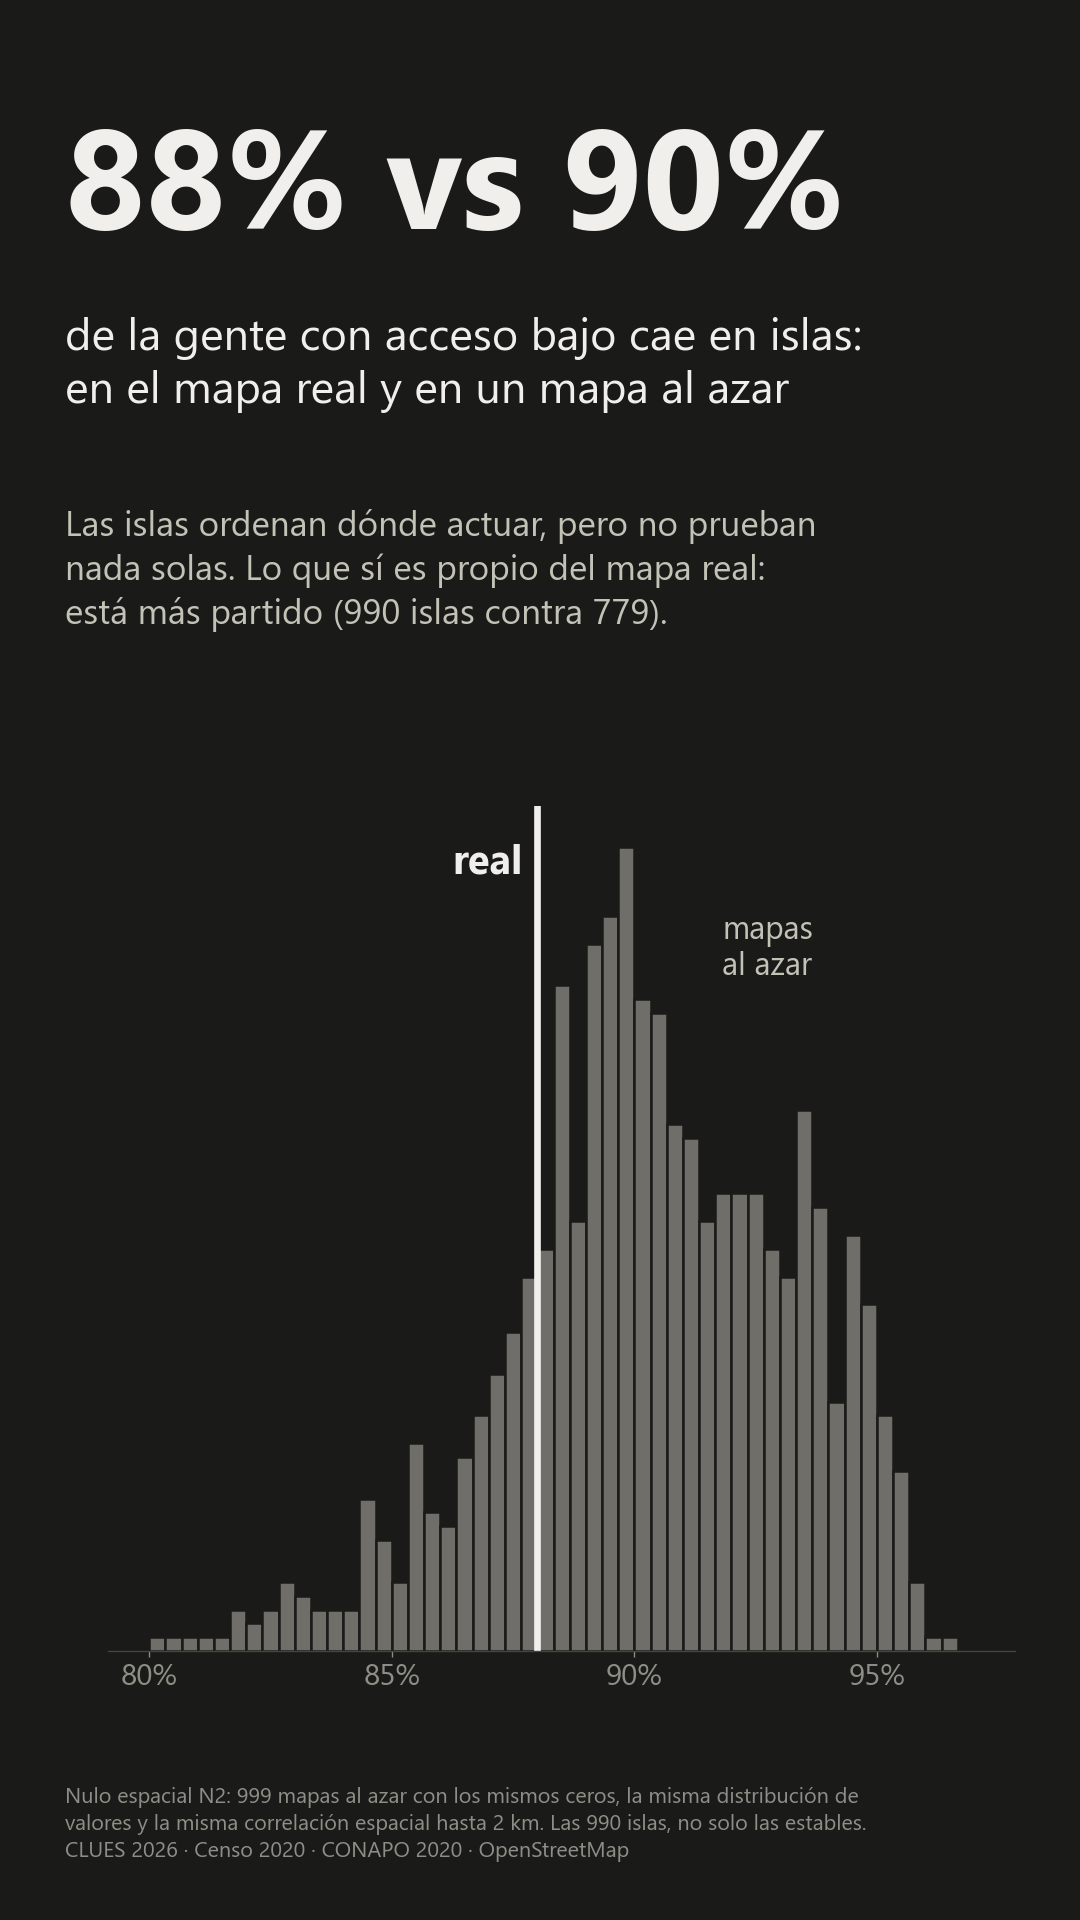 88% vs 90%
de la gente con acceso bajo cae en islas:
en el mapa real y en un mapa al azar
Las islas ordenan dónde actuar, pero no prueban
nada solas. Lo que sí es propio del mapa real:
está más partido (990 islas contra 779).
real
mapas
al azar
80%
85%
90%
95%
Nulo espacial N2: 999 mapas al azar con los mismos ceros, la misma distribución de
valores y la misma correlación espacial hasta 2 km. Las 990 islas, no solo las estables.
CLUES 2026 · Censo 2020 · CONAPO 2020 · OpenStreetMap